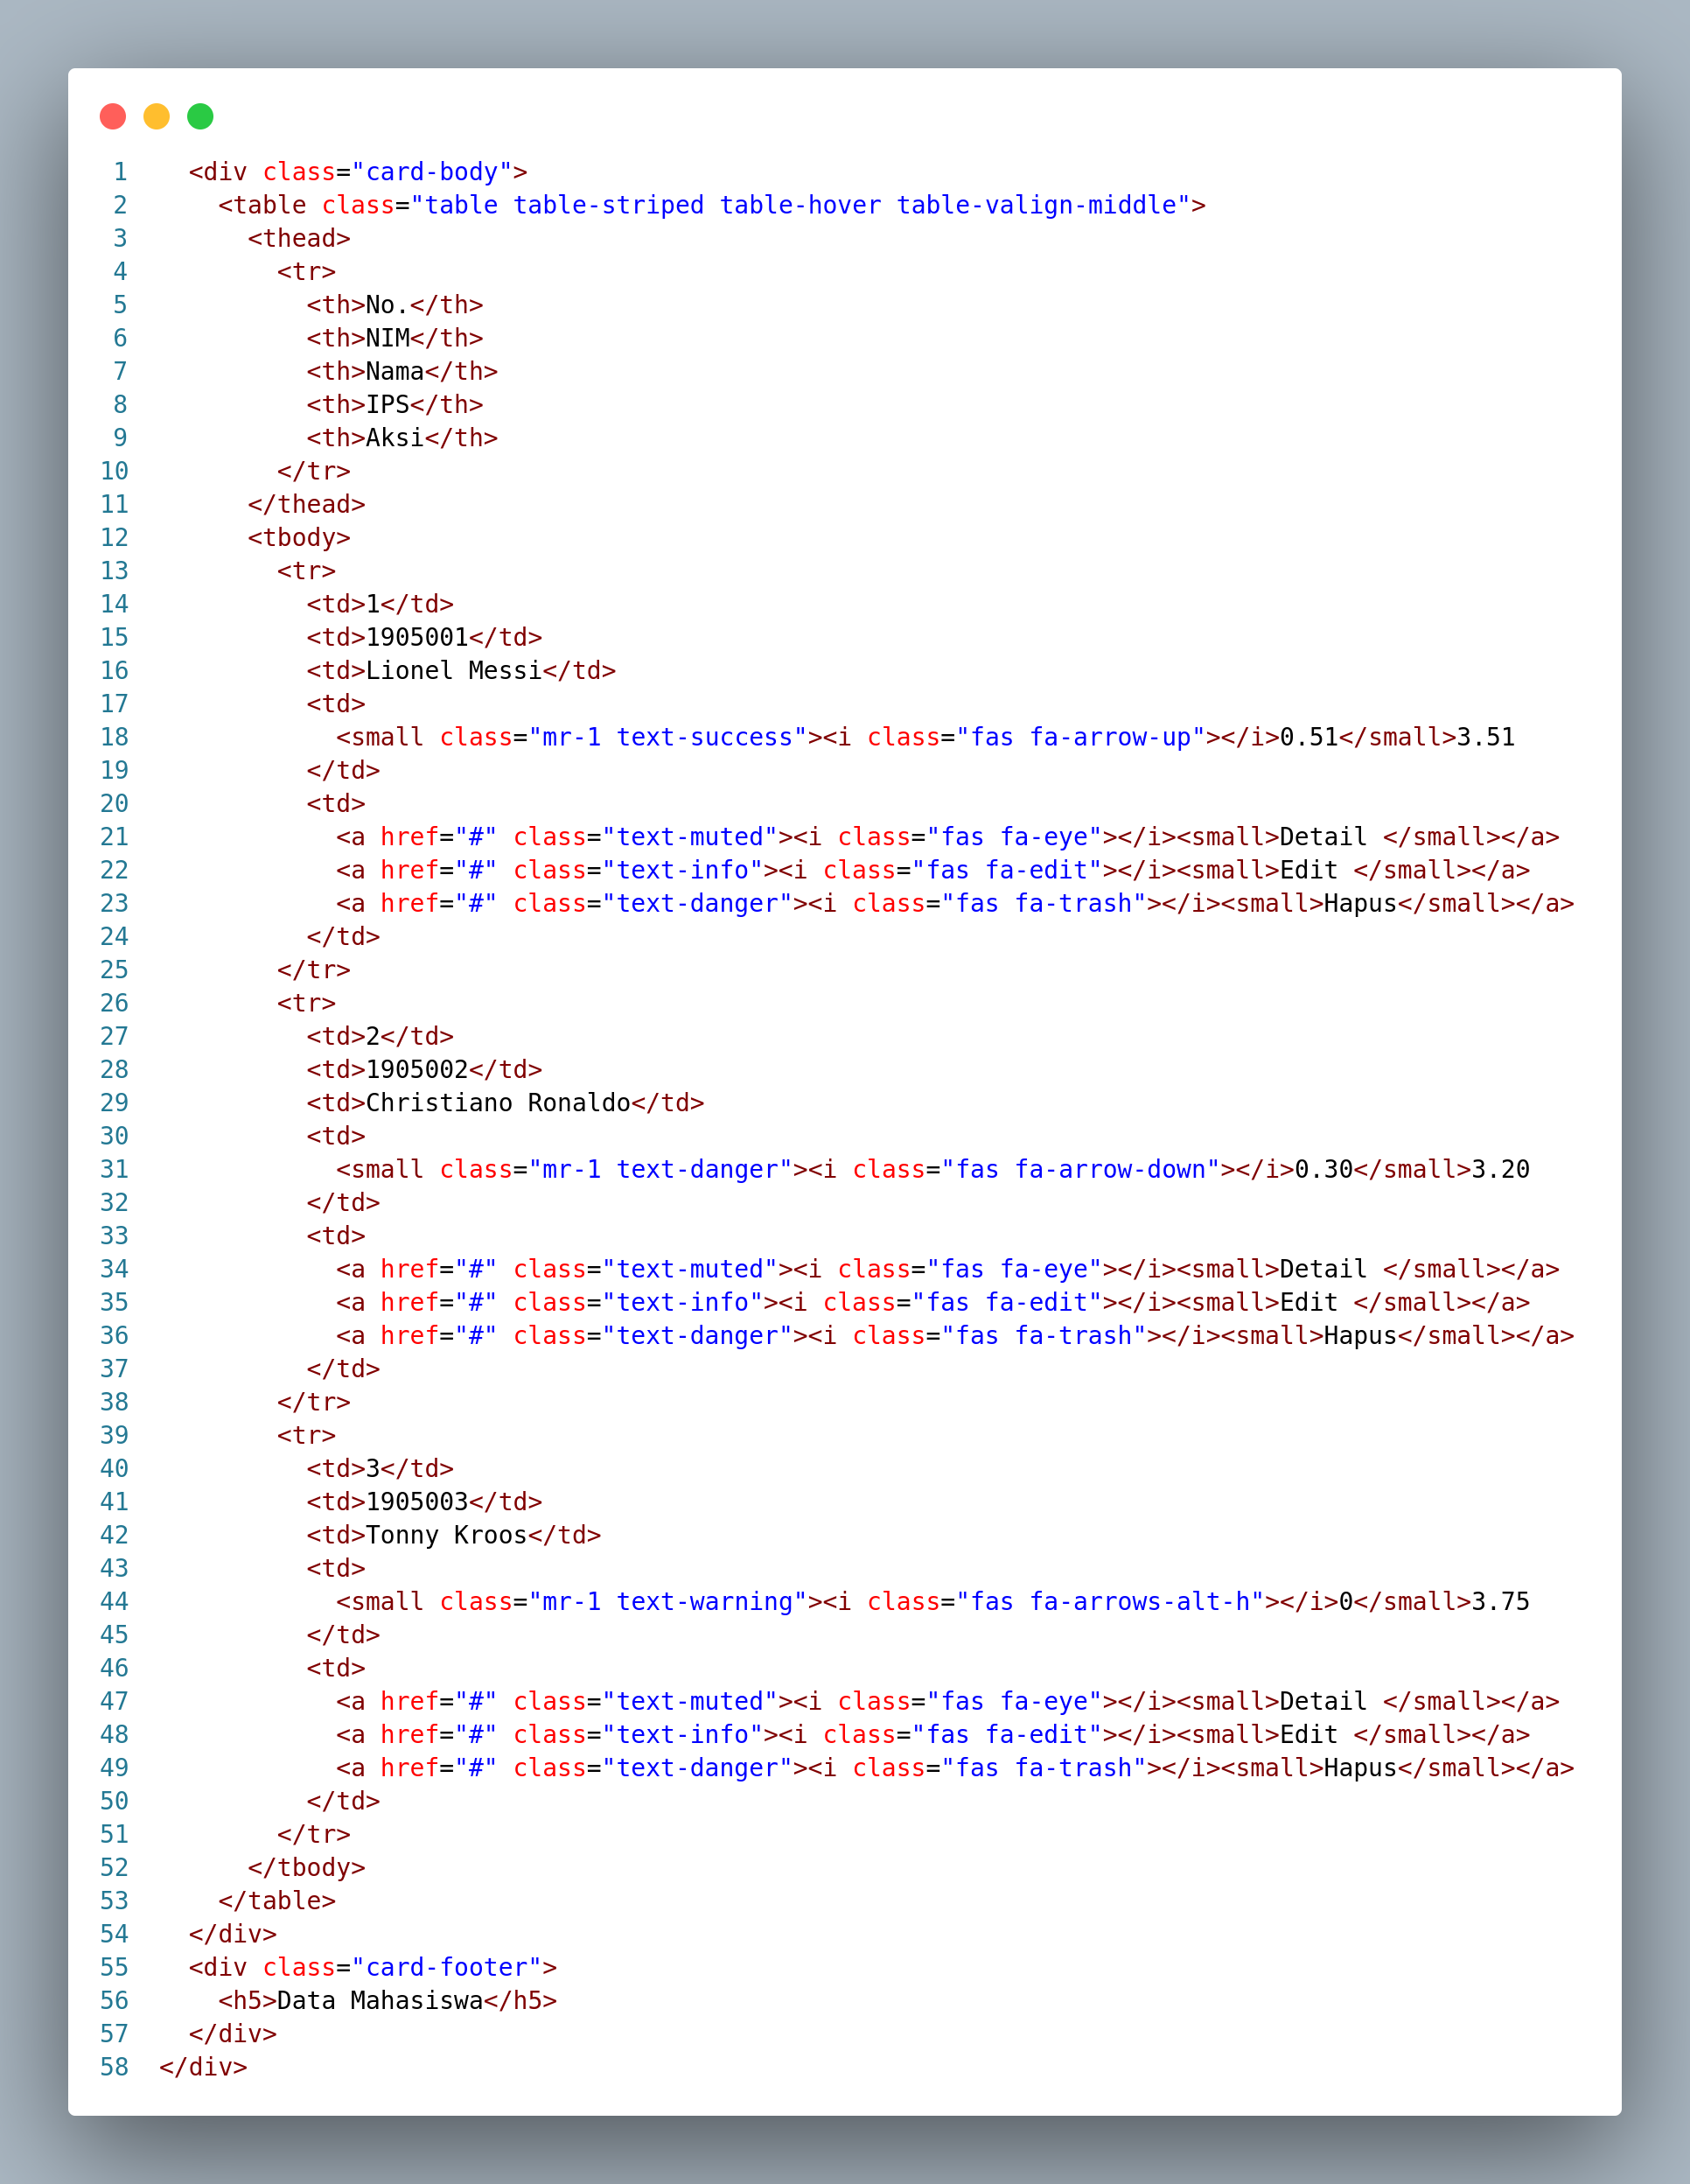 1    <div class="card-body">
2      <table class="table table-striped table-hover table-valign-middle">
3        <thead>
4          <tr>
5            <th>No.</th>
6            <th>NIM</th>
7            <th>Nama</th>
8            <th>IPS</th>
9            <th>Aksi</th>
10          </tr>
11        </thead>
12        <tbody>
13          <tr>
14            <td>1</td>
15            <td>1905001</td>
16            <td>Lionel Messi</td>
17            <td>
18              <small class="mr-1 text-success"><i class="fas fa-arrow-up"></i>0.51</small>3.51
19            </td>
20            <td>
21              <a href="#" class="text-muted"><i class="fas fa-eye"></i><small>Detail </small></a>
22              <a href="#" class="text-info"><i class="fas fa-edit"></i><small>Edit </small></a>
23              <a href="#" class="text-danger"><i class="fas fa-trash"></i><small>Hapus</small></a>
24            </td>
25          </tr>
26          <tr>
27            <td>2</td>
28            <td>1905002</td>
29            <td>Christiano Ronaldo</td>
30            <td>
31              <small class="mr-1 text-danger"><i class="fas fa-arrow-down"></i>0.30</small>3.20
32            </td>
33            <td>
34              <a href="#" class="text-muted"><i class="fas fa-eye"></i><small>Detail </small></a>
35              <a href="#" class="text-info"><i class="fas fa-edit"></i><small>Edit </small></a>
36              <a href="#" class="text-danger"><i class="fas fa-trash"></i><small>Hapus</small></a>
37            </td>
38          </tr>
39          <tr>
40            <td>3</td>
41            <td>1905003</td>
42            <td>Tonny Kroos</td>
43            <td>
44              <small class="mr-1 text-warning"><i class="fas fa-arrows-alt-h"></i>0</small>3.75
45            </td>
46            <td>
47              <a href="#" class="text-muted"><i class="fas fa-eye"></i><small>Detail </small></a>
48              <a href="#" class="text-info"><i class="fas fa-edit"></i><small>Edit </small></a>
49              <a href="#" class="text-danger"><i class="fas fa-trash"></i><small>Hapus</small></a>
50            </td>
51          </tr>
52        </tbody>
53      </table>
54    </div>
55    <div class="card-footer">
56      <h5>Data Mahasiswa</h5>
57    </div>
58  </div>